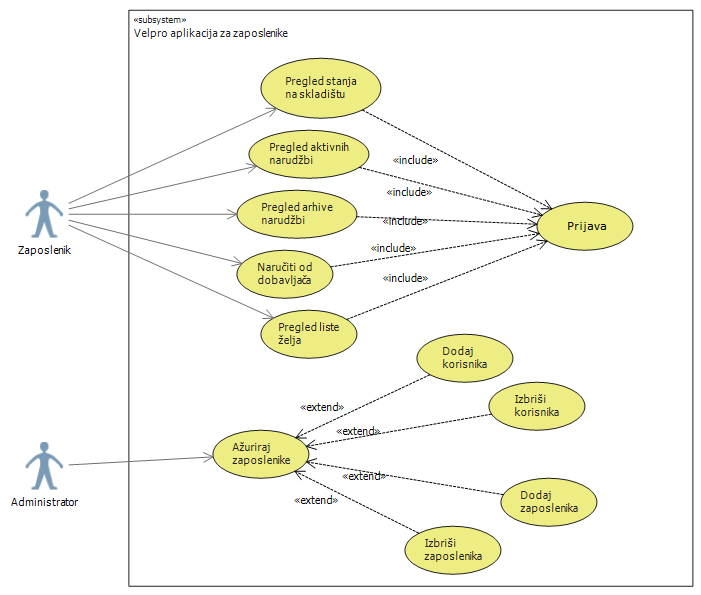 «subsystem»
Velpro aplikacija za zaposlenike
Pregled stanja
na skladištu
Pregled aktivnih
narudžbi
«include»
«include»
Pregled arhive
narudžbi
«include»
Prijava
Zaposlenik
«include»
Naručiti od
dobavljača
«include»
Pregled liste
želja
Dodaj
korisnika
Izbriši
korisnika
«extend»
«extend»
Ažuriraj
zaposlenike
«extend»
Administrator
«extend»
Dodaj
zaposlenika
Izbriši
zaposlenika